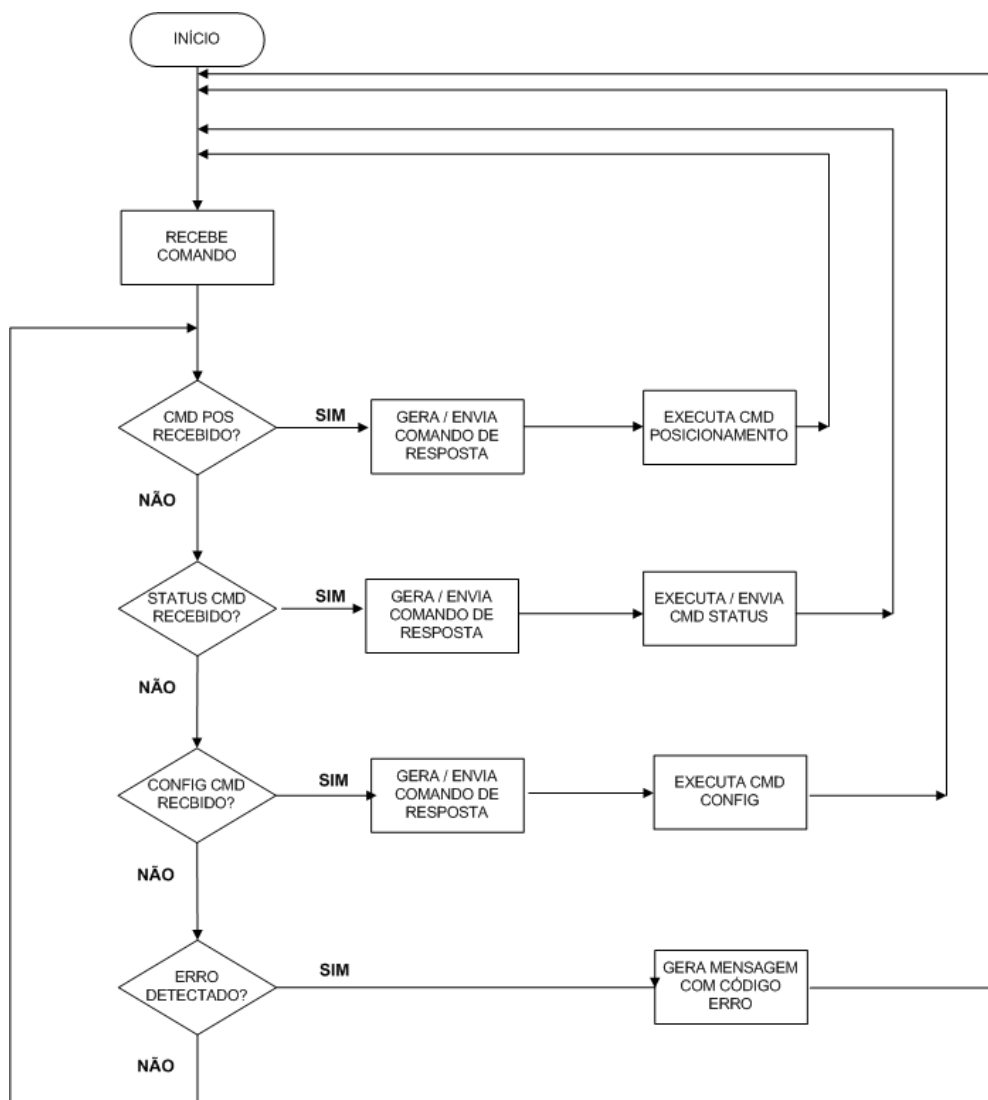 INÍCIO
RECEBE
COMANDO
CMD POS
RECEBIDO?
SIM
GERA / ENVIA
COMANDO DE
RESPOSTA
EXECUTA CMD
POSICIONAMENTO
NÃO
STATUS CMD
RECEBIDO?
SIM
GERA / ENVIA
COMANDO DE
RESPOSTA
EXECUTA / ENVIA
CMD STATUS
NÃO
CONFIG CMD
RECBIDO?
SIM
GERA / ENVIA
COMANDO DE
RESPOSTA
EXECUTA CMD
CONFIG
NÃO
ERRO
DETECTADO?
SIM
GERA MENSAGEM
COM CÓDIGO
ERRO
NÃO